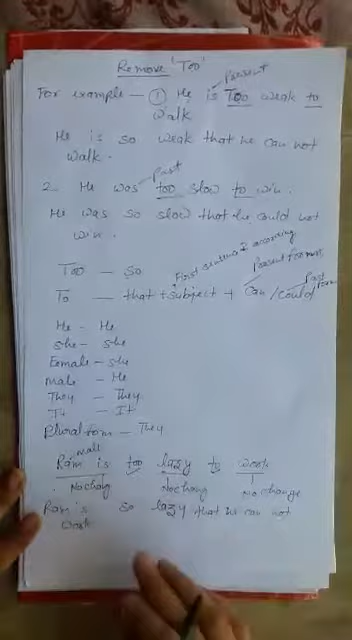 Remove 'Too'
Present
For example — ① He is Too weak to
walk
He is so weak that he can not
walk.
Past
2. He was too slow to win.
He was so slow that he could not
win.
Too — so
First sentence according
Present form not
To — that + subject + can / could
Past form
He — He
She — she
Female — she
Male — He
They — They
It — It
Plural form — They
male
Ram is too lazy to work
No change No change No change
Ram is so lazy that he can not
work